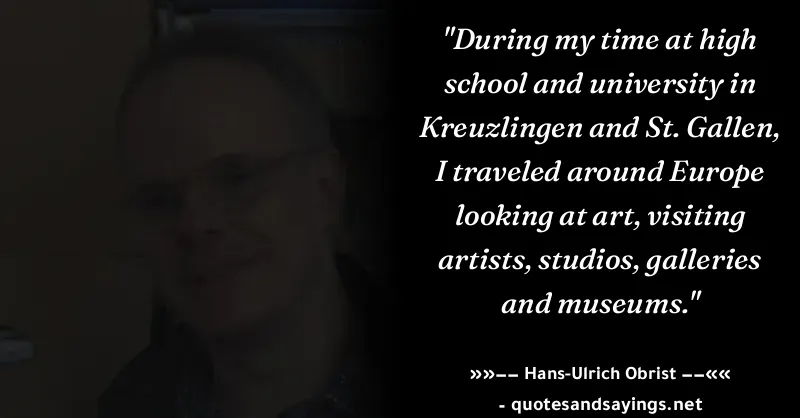 "During my time at high
school and university in
Kreuzlingen and St. Gallen,
I traveled around Europe
looking at art, visiting
artists, studios, galleries
and museums."
»»–– Hans-Ulrich Obrist ––««
- quotesandsayings.net